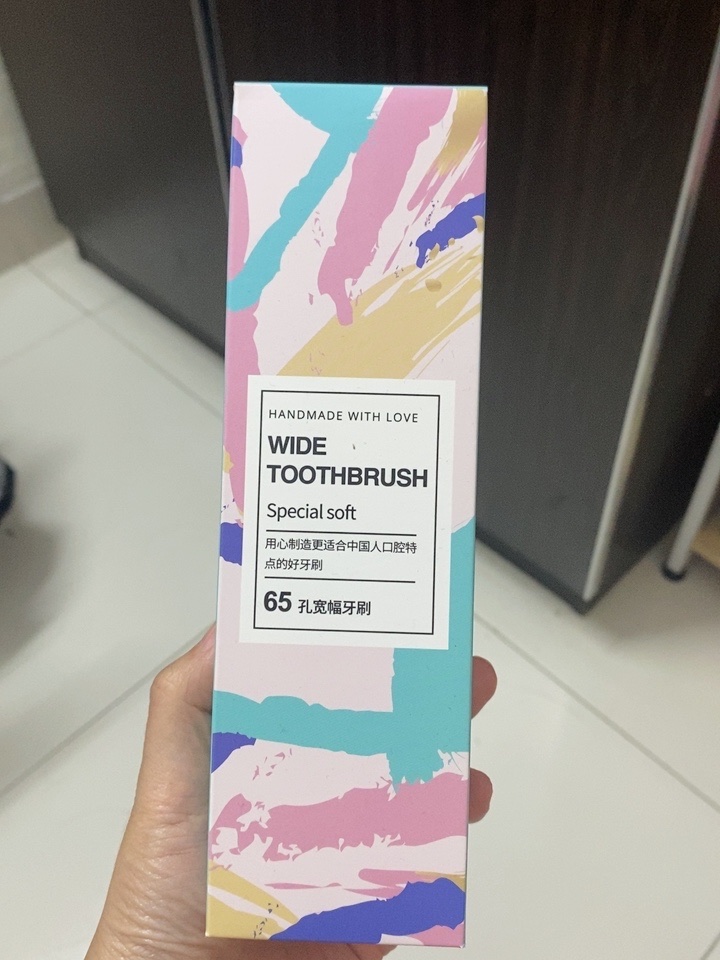 HANDMADE WITH LOVE
WIDE
TOOTHBRUSH
Special soft
用心制造更适合中国人口腔特
点的好牙刷
65 孔宽幅牙刷